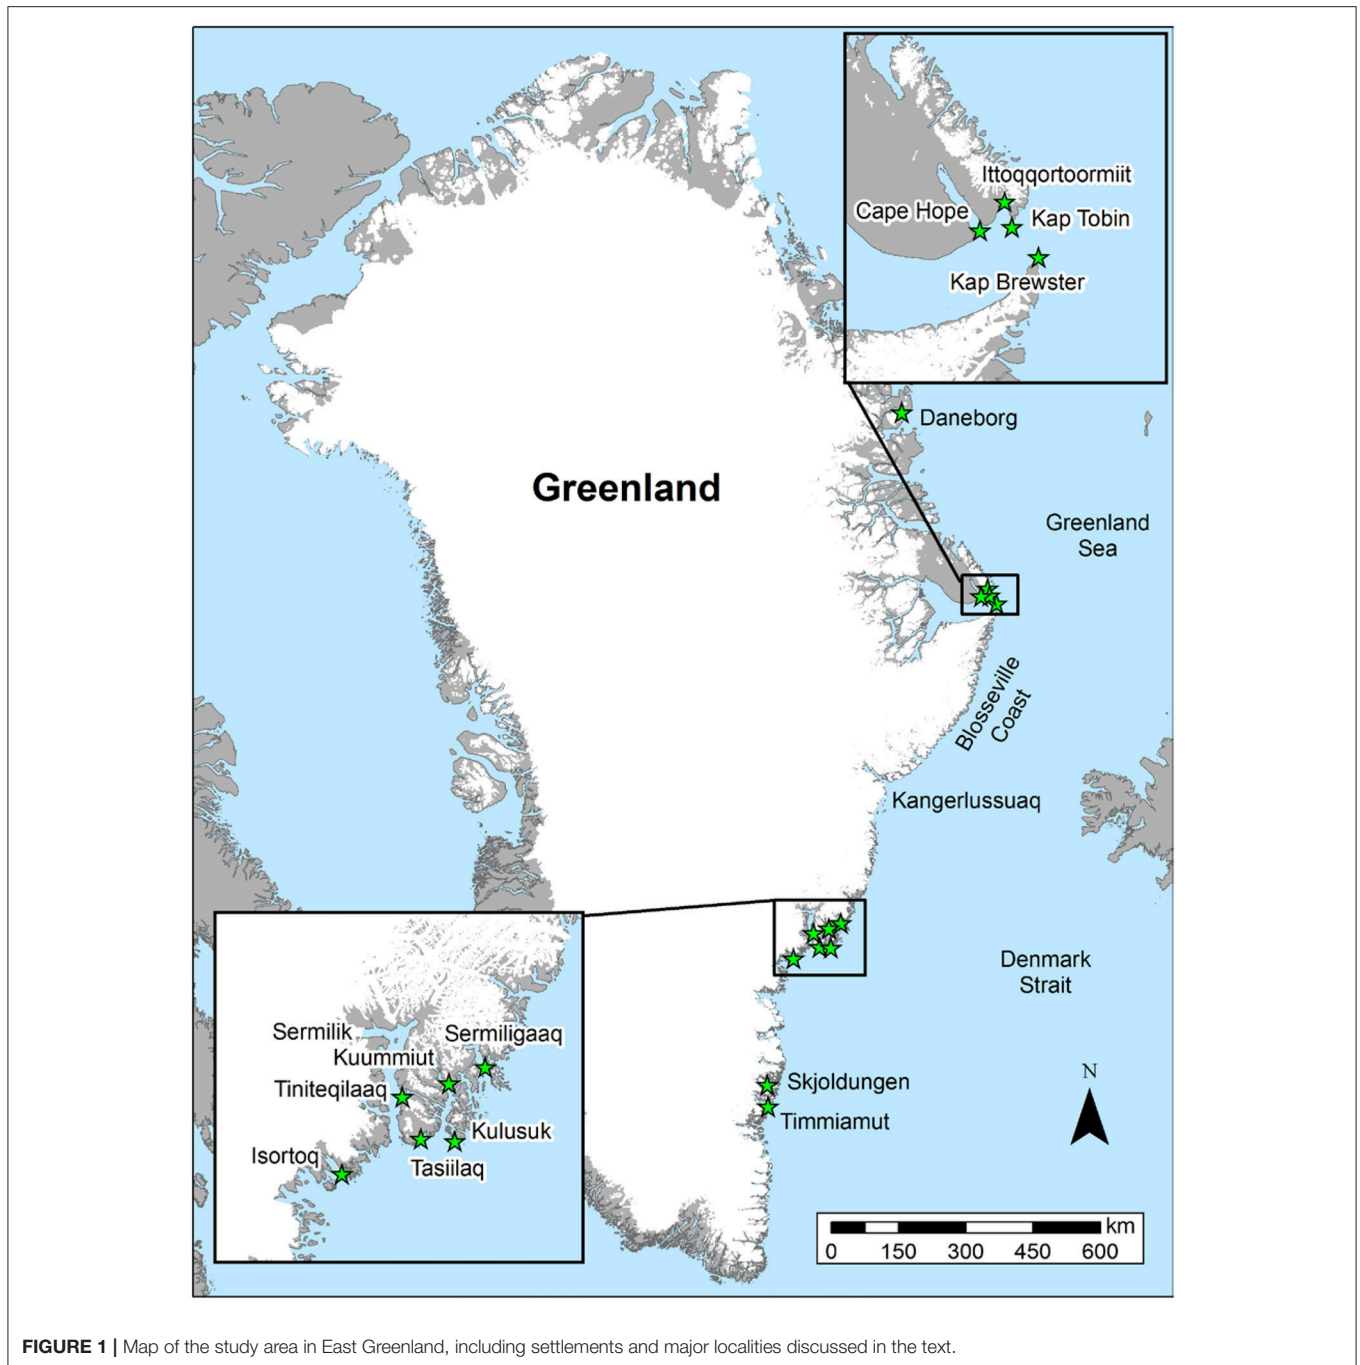 Ittoqqortoormiit
Cape Hope
Kap Tobin
Kap Brewster
Daneborg
Greenland
Greenland
Sea
Blosseville
Coast
Kangerlussuaq
Denmark
Strait
Sermilik
Sermiligaaq
Kuummiut
Tiniteqilaaq
Kulusuk
Isortoq
Tasiilaq
Skjoldungen
Timmiamut
N
km
0 150 300 450 600
FIGURE 1 | Map of the study area in East Greenland, including settlements and major localities discussed in the text.